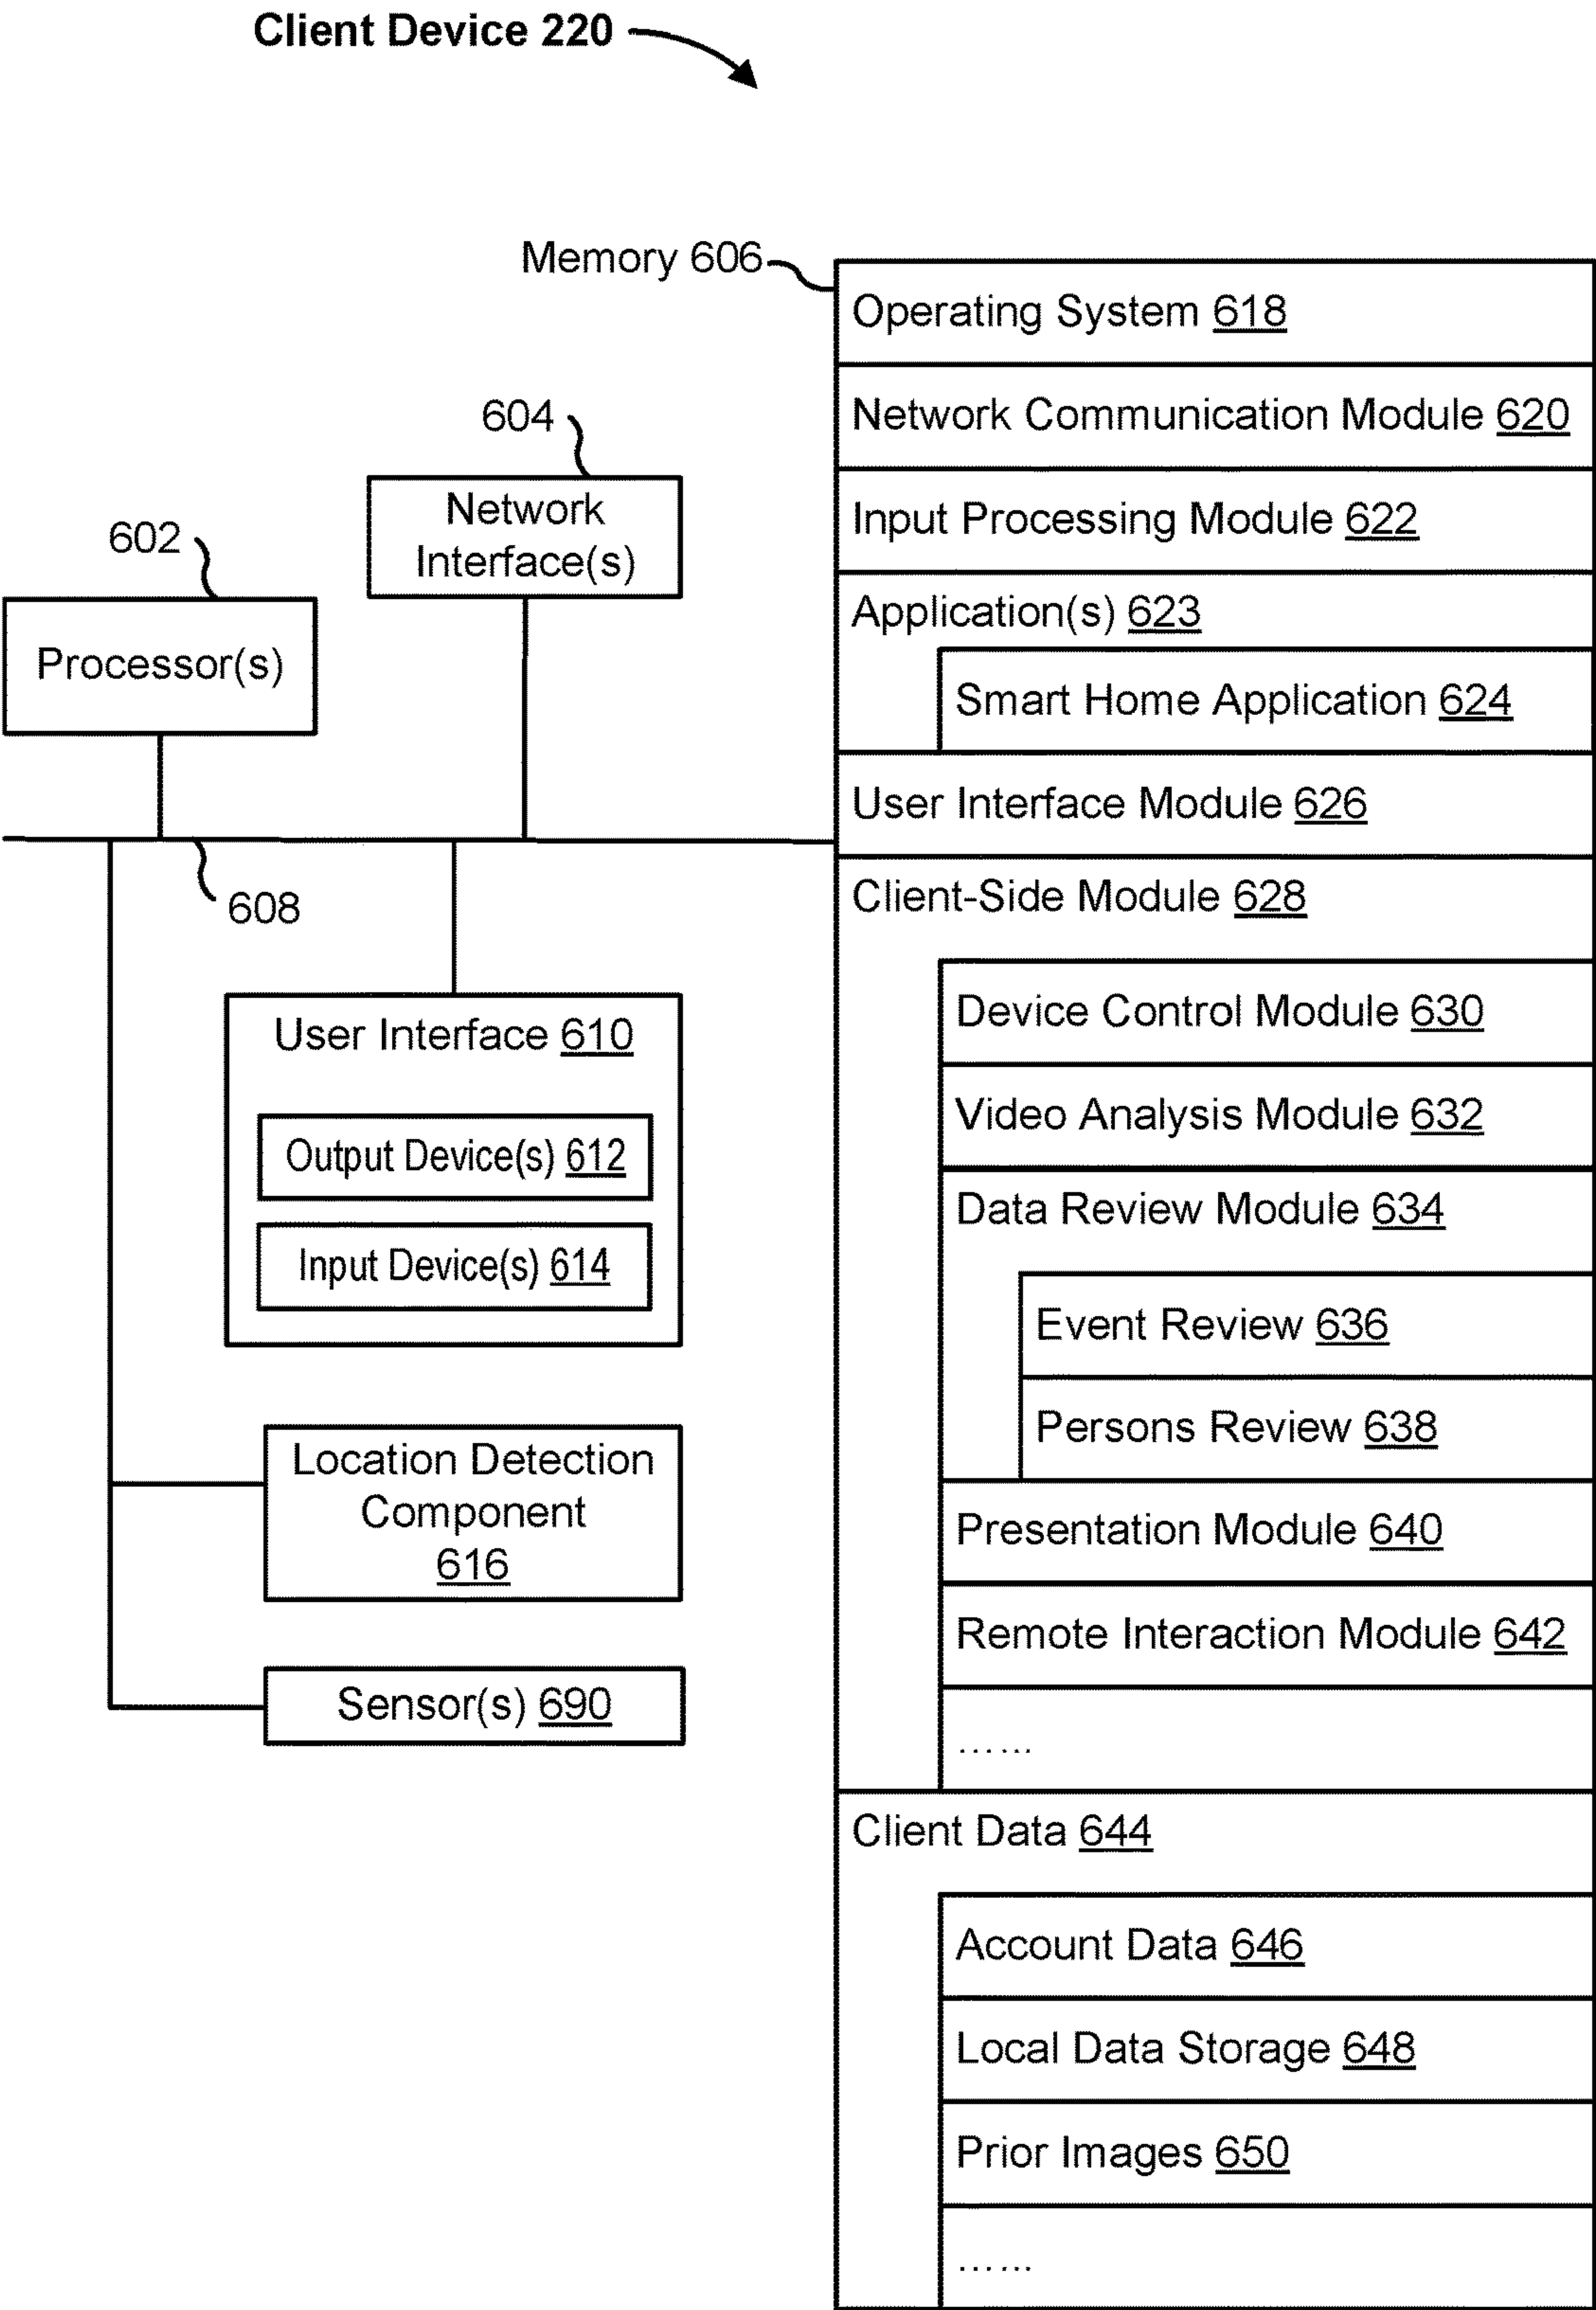 Client Device 220
Memory 606
Operating System 618
Network Communication Module 620
Input Processing Module 622
Application(s) 623
Smart Home Application 624
User Interface Module 626
Client-Side Module 628
Device Control Module 630
Video Analysis Module 632
Data Review Module 634
Event Review 636
Persons Review 638
Presentation Module 640
Remote Interaction Module 642
......
Client Data 644
Account Data 646
Local Data Storage 648
Prior Images 650
......
604
Network
Interface(s)
602
Processor(s)
608
User Interface 610
Output Device(s) 612
Input Device(s) 614
Location Detection
Component
616
Sensor(s) 690